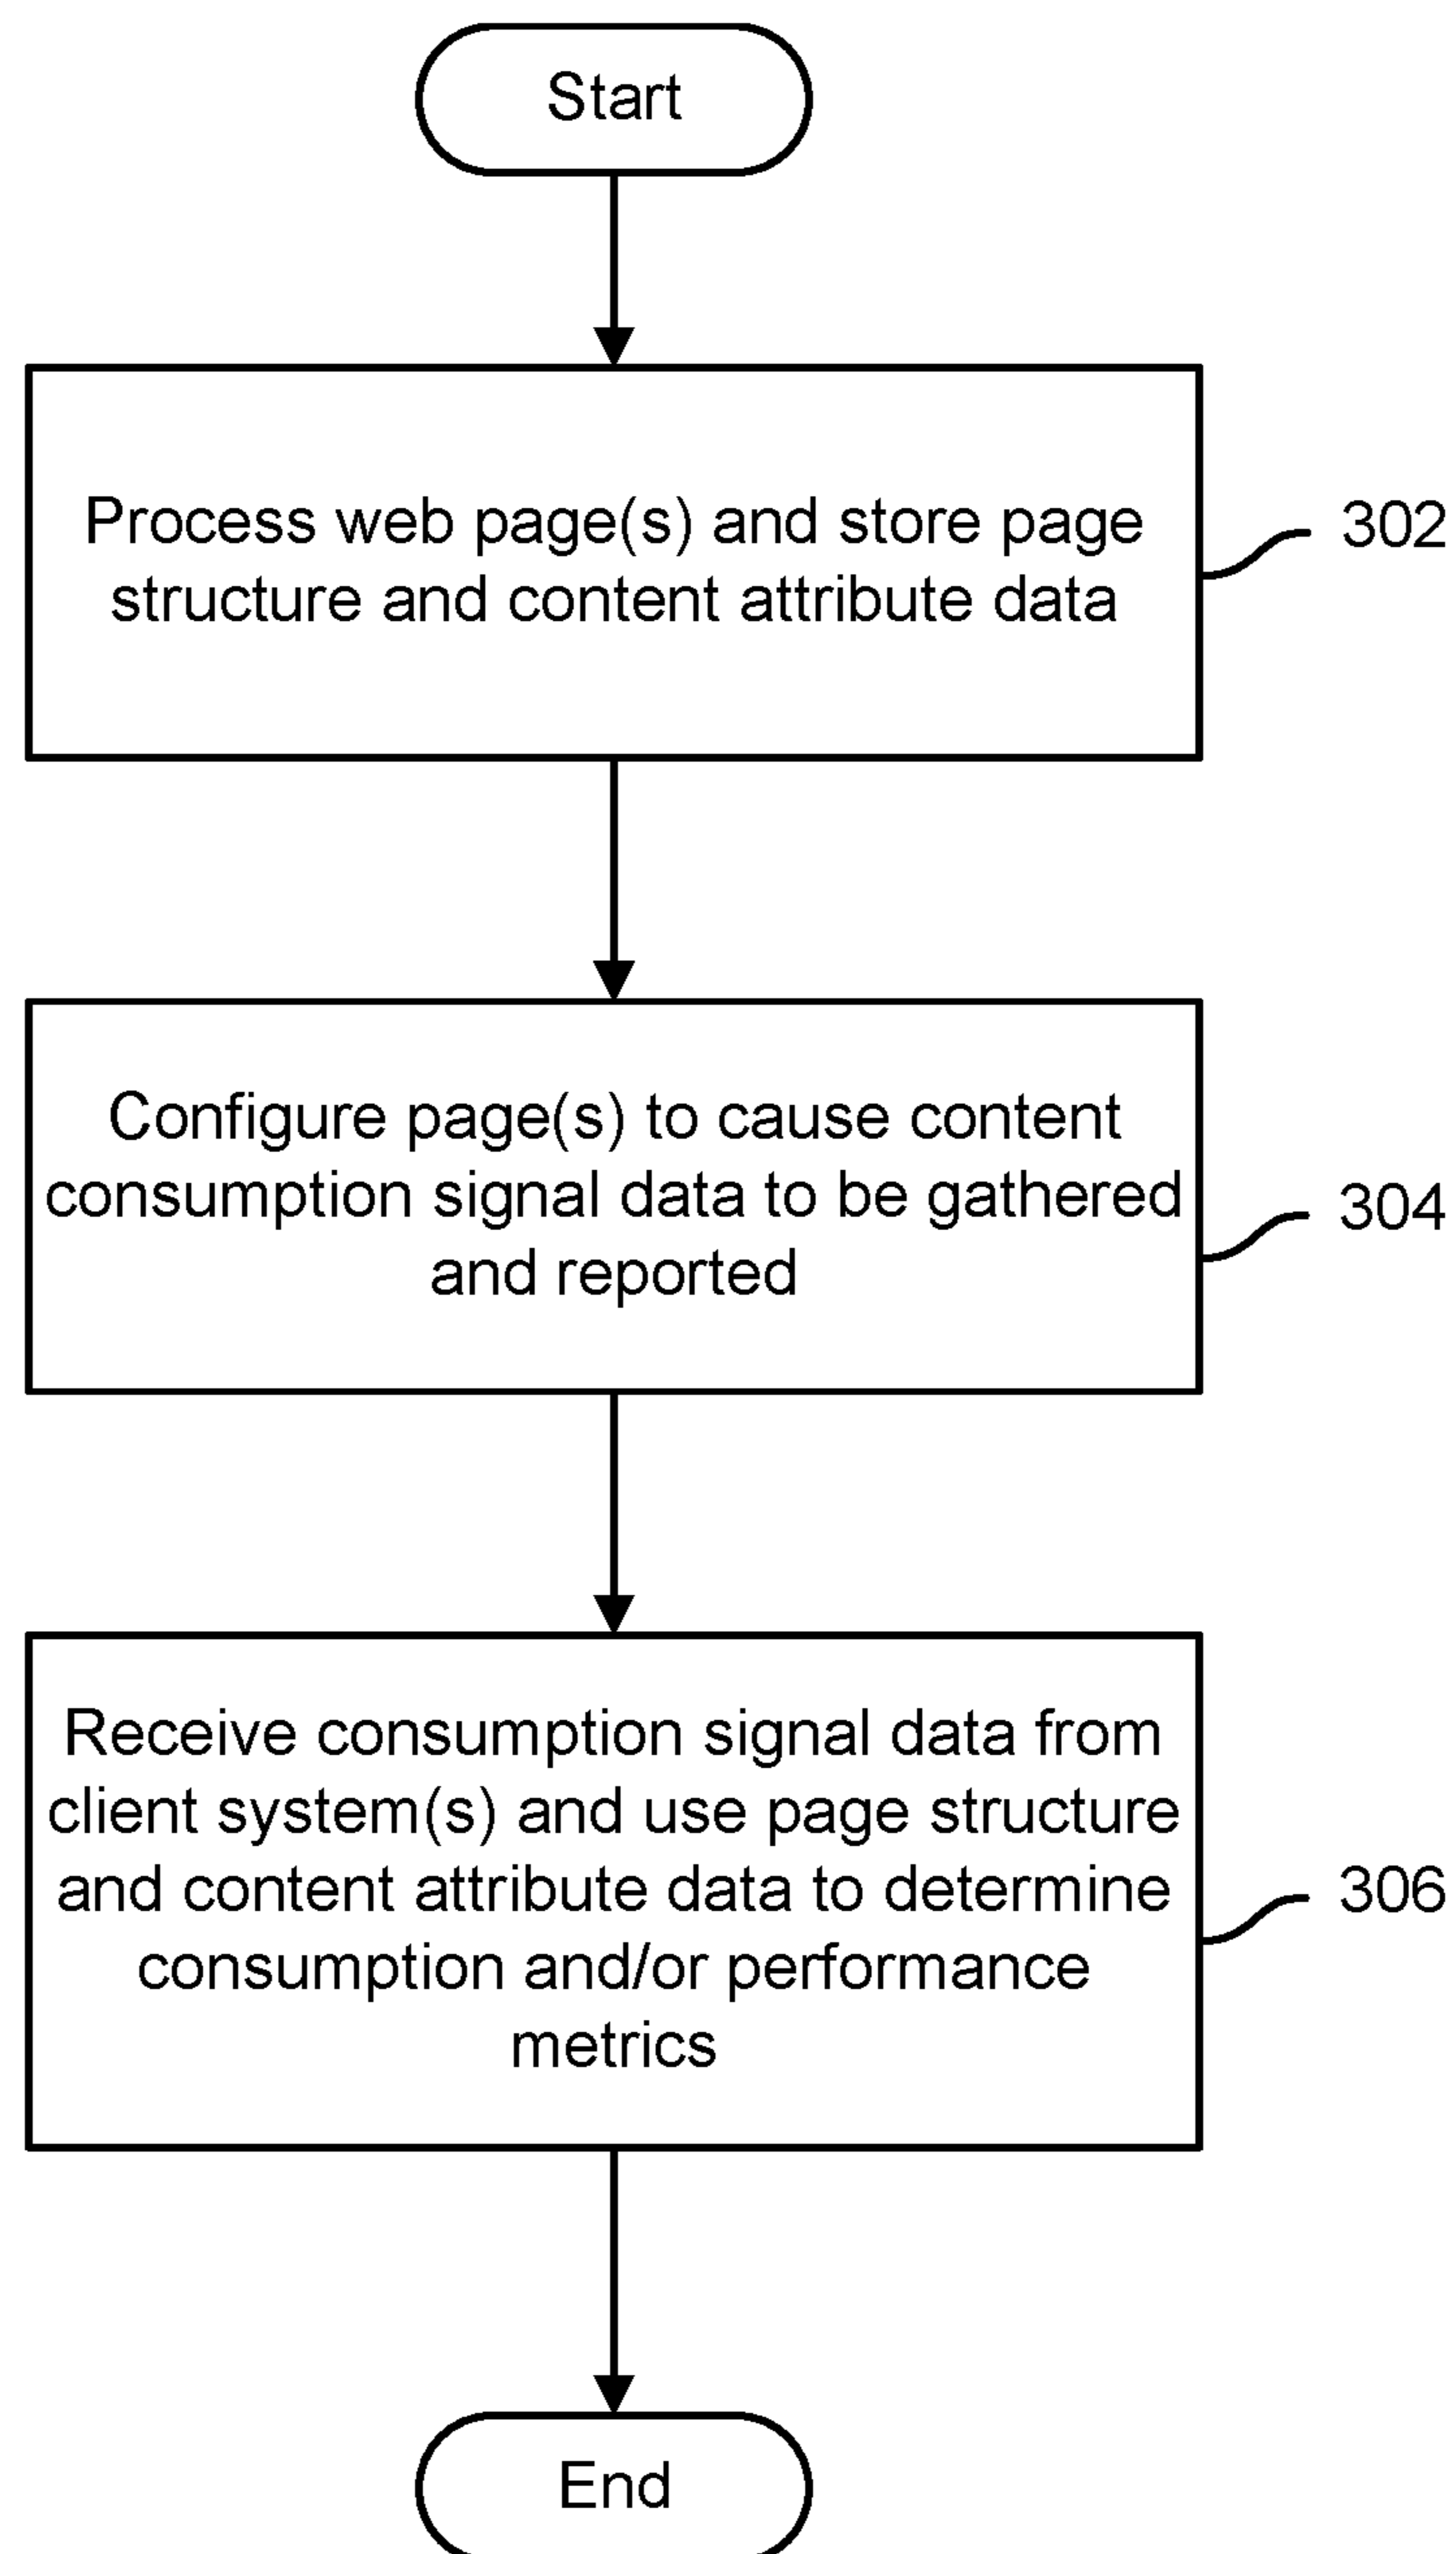 Start
Process web page(s) and store page
structure and content attribute data
302
Configure page(s) to cause content
consumption signal data to be gathered
and reported
304
Receive consumption signal data from
client system(s) and use page structure
and content attribute data to determine
consumption and/or performance
metrics
306
End